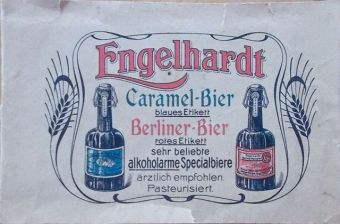 Engelhardt
Caramel-Bier
blaues Etikett
Berliner-Bier
rotes Etikett
sehr beliebte
alkoholarme Specialbiere
ärztlich empfohlen.
Pasteurisiert.